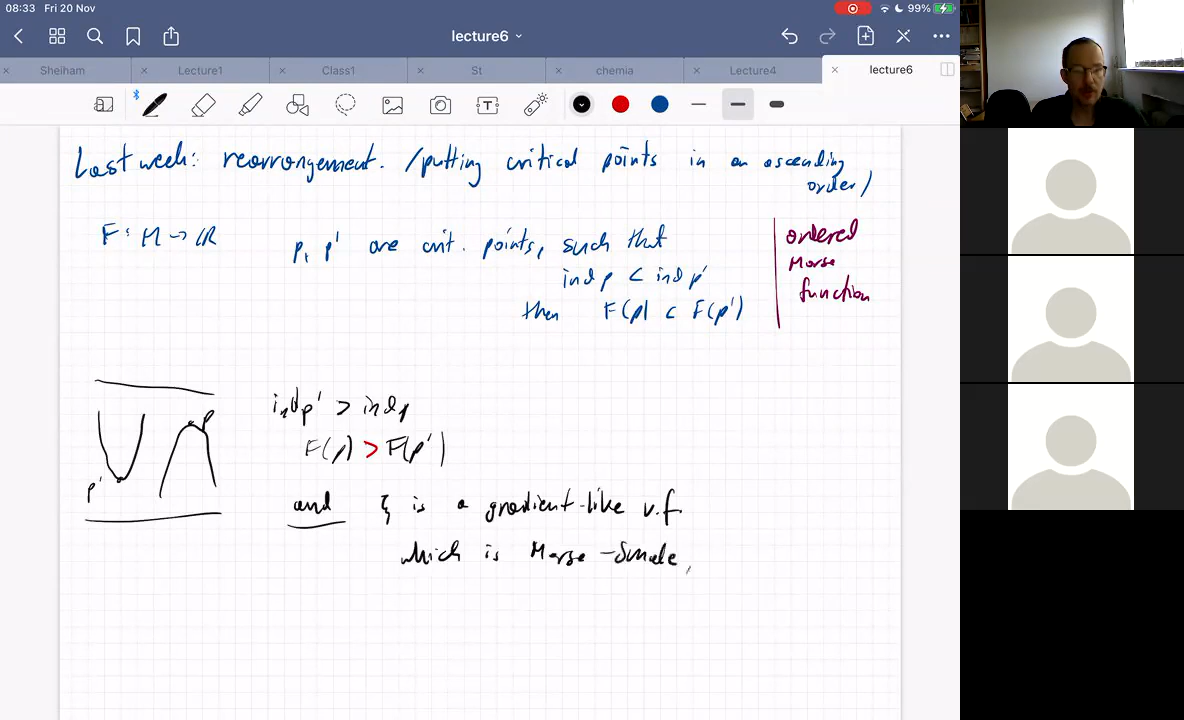 08:33 Fri 20 Nov
99%
lecture6
Sheiham
Lecture1
Class1
St
chemia
Lecture4
lecture6
Last week: rearrangement. /putting critical points in an ascending
order/
F: M → ℝ
p, p' are crit. points, such that
ind p < ind p'
then F(p) < F(p')
ordered
Morse
function
ind p' > ind p
F(p) > F(p')
p
p'
and ξ is a gradient-like v.f.
which is Morse-Smale,